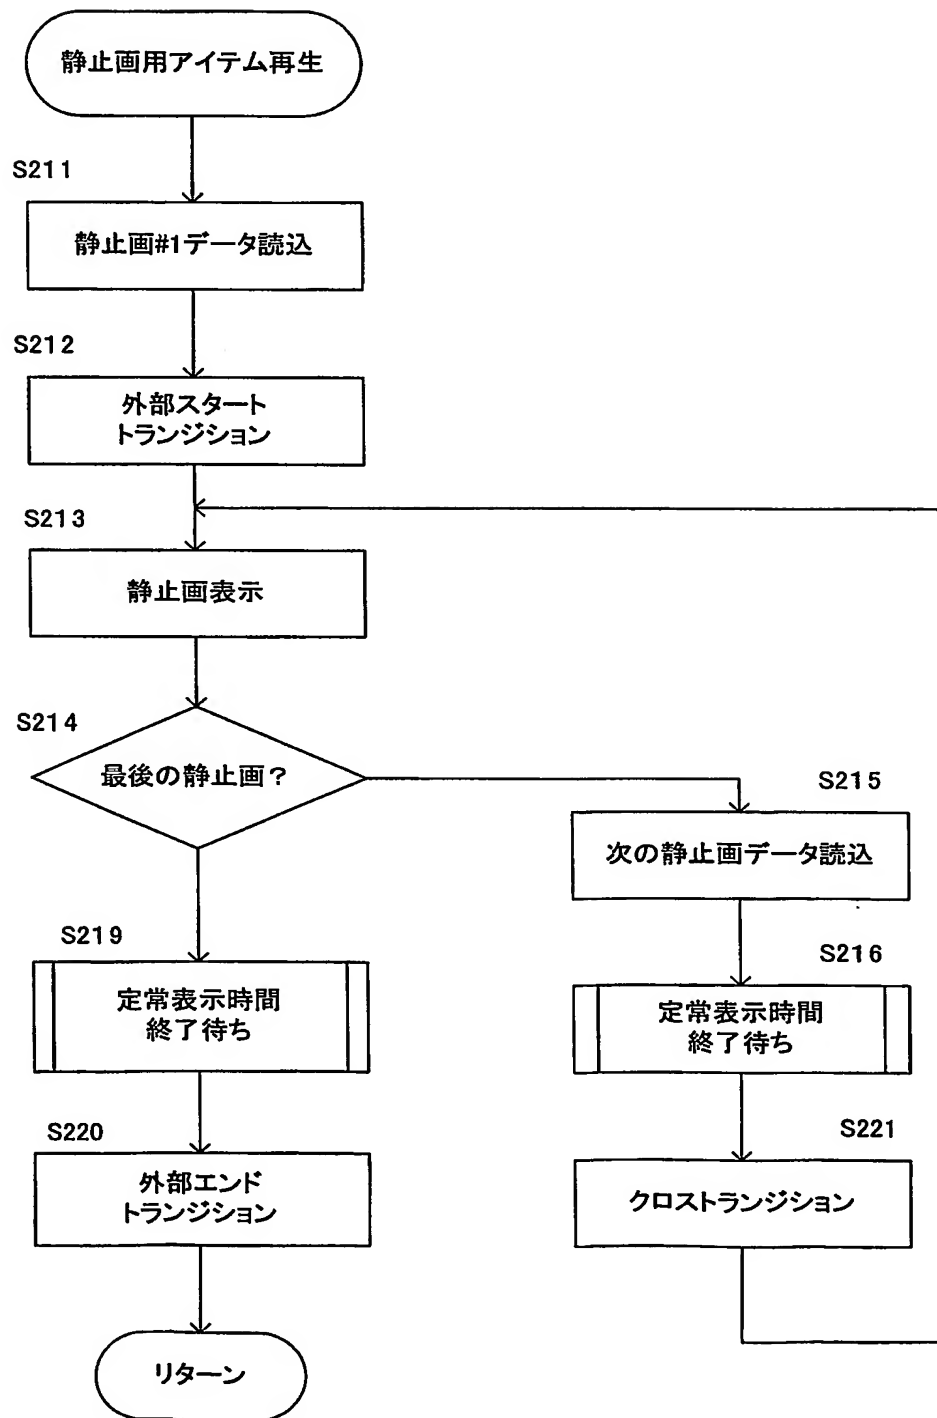 静止画用アイテム再生
S211
静止画#1データ読込
S212
外部スタート
トランジション
S213
静止画表示
S214
最後の静止画？
S215
次の静止画データ読込
S219
定常表示時間
終了待ち
S216
定常表示時間
終了待ち
S220
外部エンド
トランジション
S221
クロストランジション
リターン